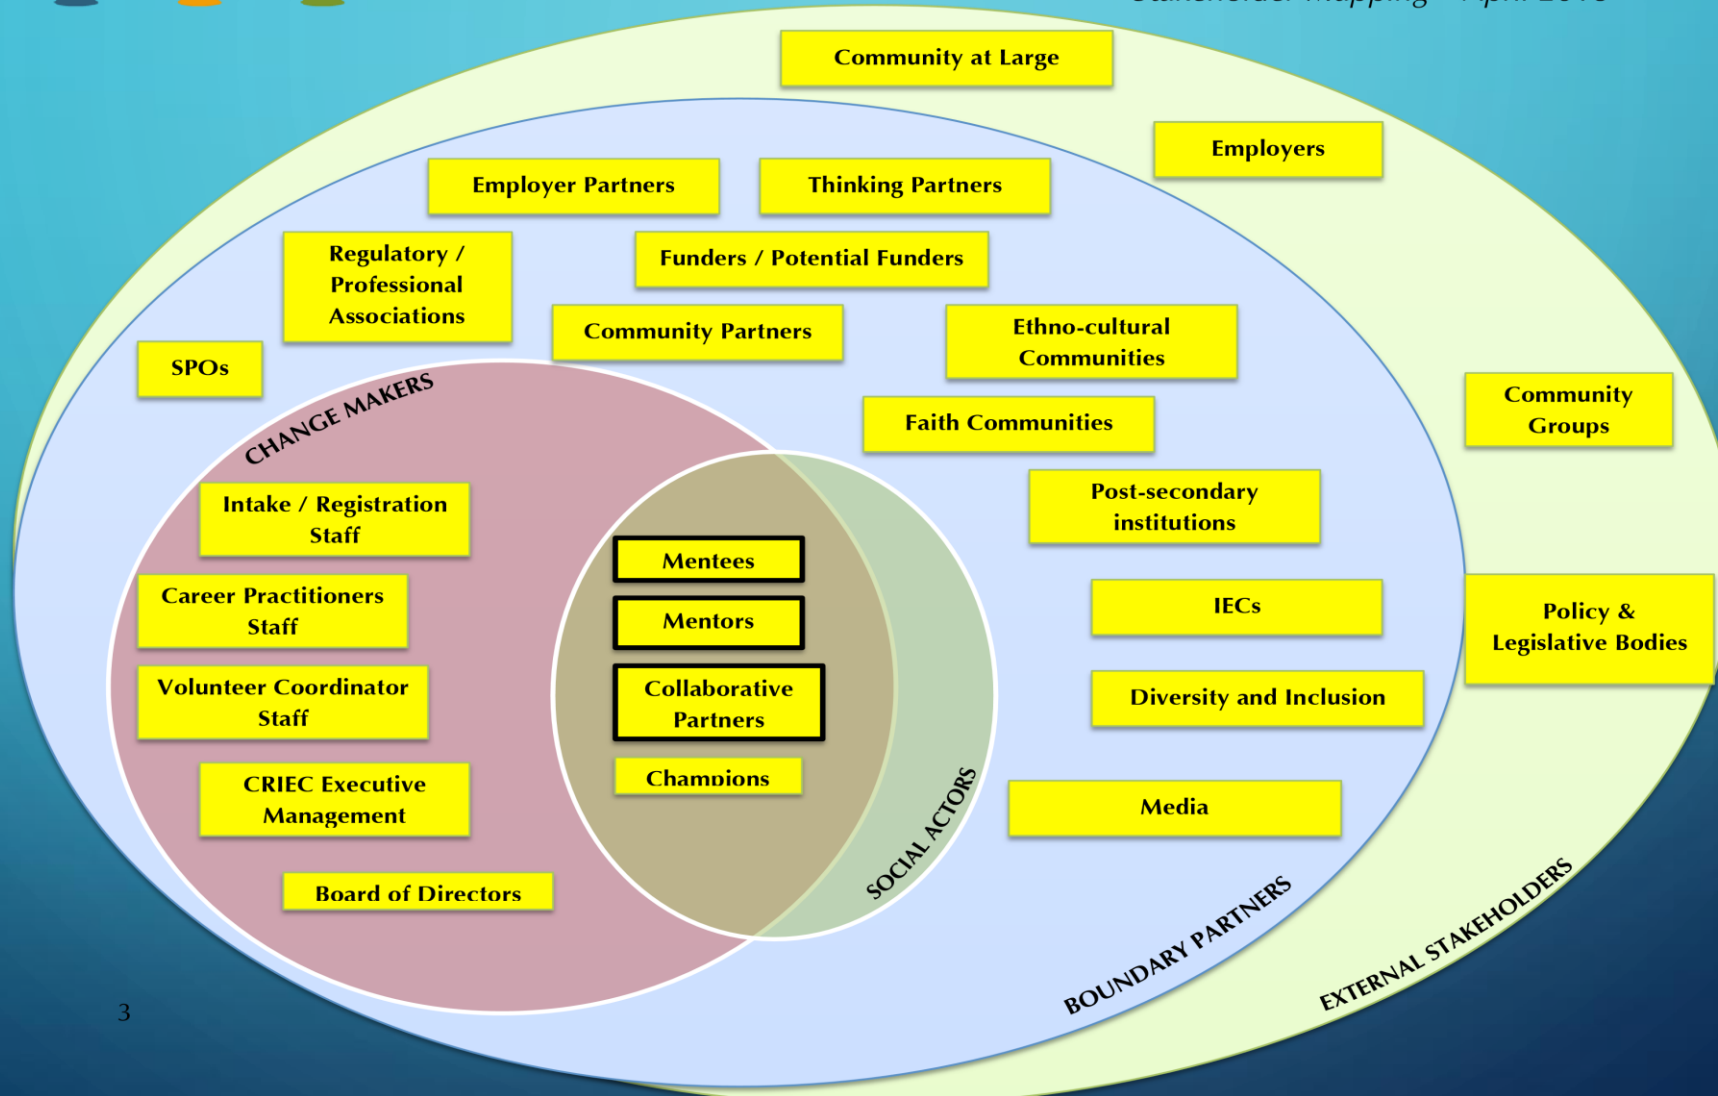 Stakeholder Mapping
April
Community at Large
Employers
Employer Partners
Thinking Partners
Regulatory /
Professional
Associations
Funders / Potential Funders
Community Partners
Ethno-cultural
Communities
SPOs
Faith Communities
Community
Groups
CHANGE MAKERS
Intake / Registration
Staff
Post-secondary
institutions
Mentees
Career Practitioners
Staff
IECs
Policy &
Legislative Bodies
Mentors
Volunteer Coordinator
Staff
Collaborative
Partners
Diversity and Inclusion
CRIEC Executive
Management
Champions
Media
Board of Directors
SOCIAL ACTORS
BOUNDARY PARTNERS
EXTERNAL STAKEHOLDERS
3